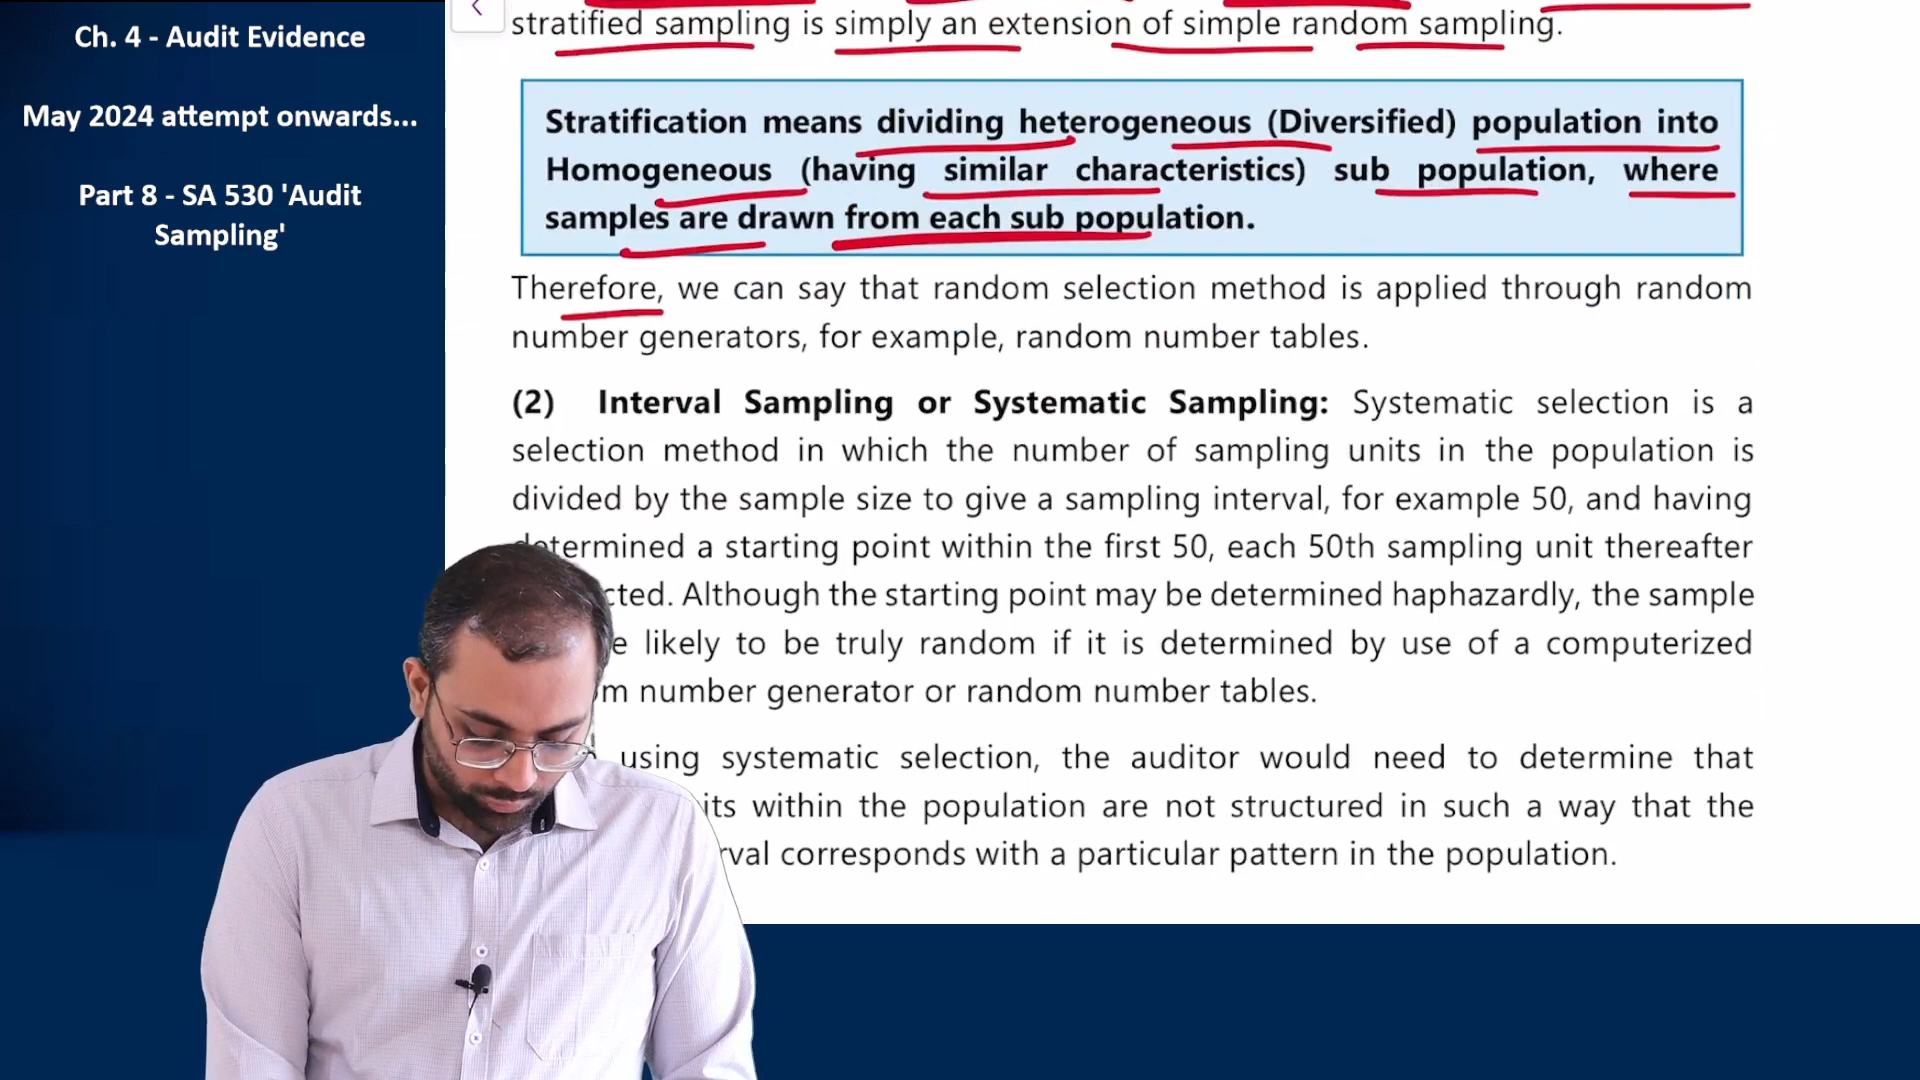 Ch. 4 - Audit Evidence
May 2024 attempt onwards...
Part 8 - SA 530 'Audit
Sampling'
stratified sampling is simply an extension of simple random sampling.
Stratification means dividing heterogeneous (Diversified) population into
Homogeneous (having similar characteristics) sub population, where
samples are drawn from each sub population.
Therefore, we can say that random selection method is applied through random
number generators, for example, random number tables.
(2) Interval Sampling or Systematic Sampling: Systematic selection is a
selection method in which the number of sampling units in the population is
divided by the sample size to give a sampling interval, for example 50, and having
determined a starting point within the first 50, each 50th sampling unit thereafter
cted. Although the starting point may be determined haphazardly, the sample
e likely to be truly random if it is determined by use of a computerized
m number generator or random number tables.
using systematic selection, the auditor would need to determine that
its within the population are not structured in such a way that the
rval corresponds with a particular pattern in the population.